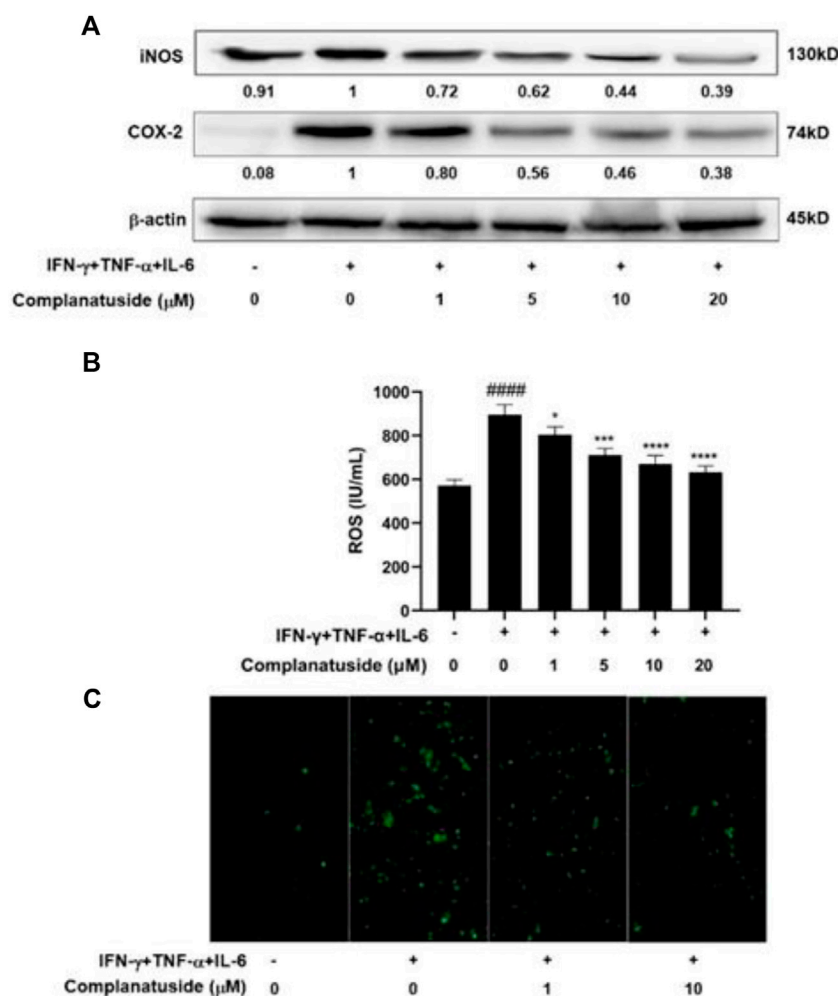 A
iNOS 130kD
0.91 1 0.72 0.62 0.44 0.39
COX-2 74kD
0.08 1 0.80 0.56 0.46 0.38
β-actin 45kD
IFN-γ+TNF-α+IL-6 - + + + + +
Complanatuside (μM) 0 0 1 5 10 20
B
1000
800
600
400
200
0
ROS (IU/mL)
####
*
***
****
****
IFN-γ+TNF-α+IL-6 - + + + + +
Complanatuside (μM) 0 0 1 5 10 20
C
IFN-γ+TNF-α+IL-6 - + + +
Complanatuside (μM) 0 0 1 10